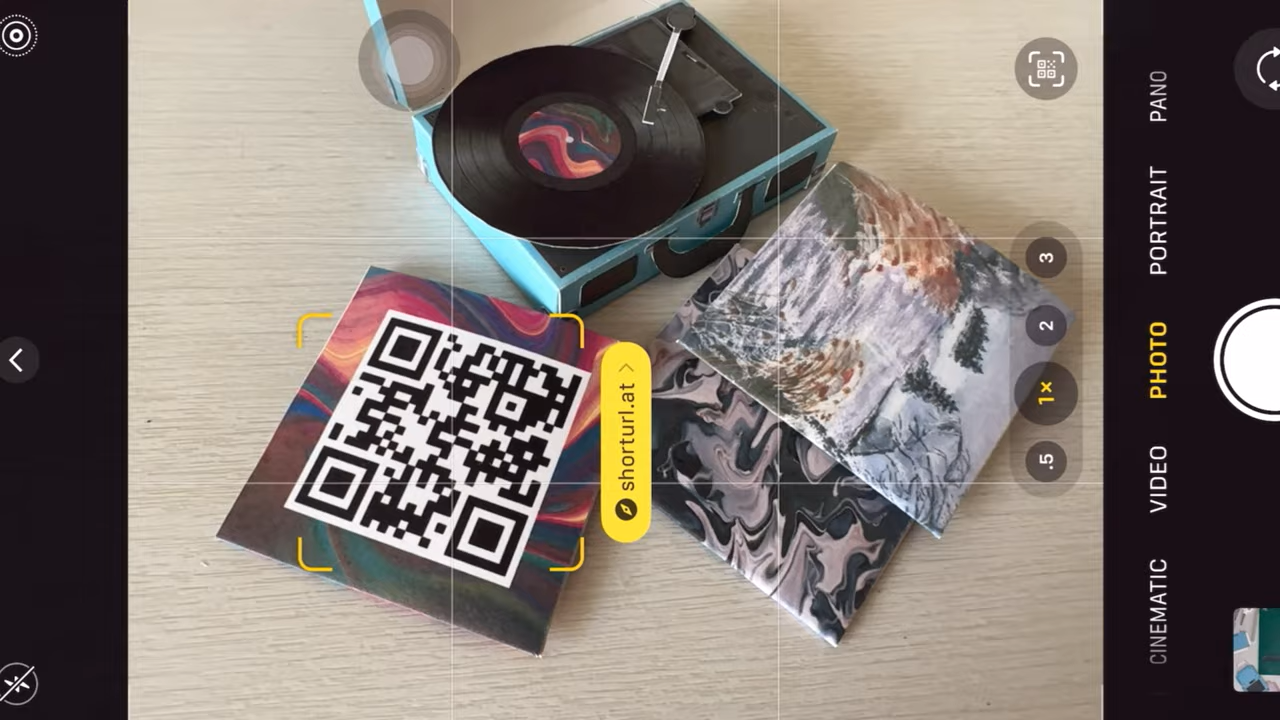 shorturl.at
3
2
1×
.5
PANO
PORTRAIT
PHOTO
VIDEO
CINEMATIC